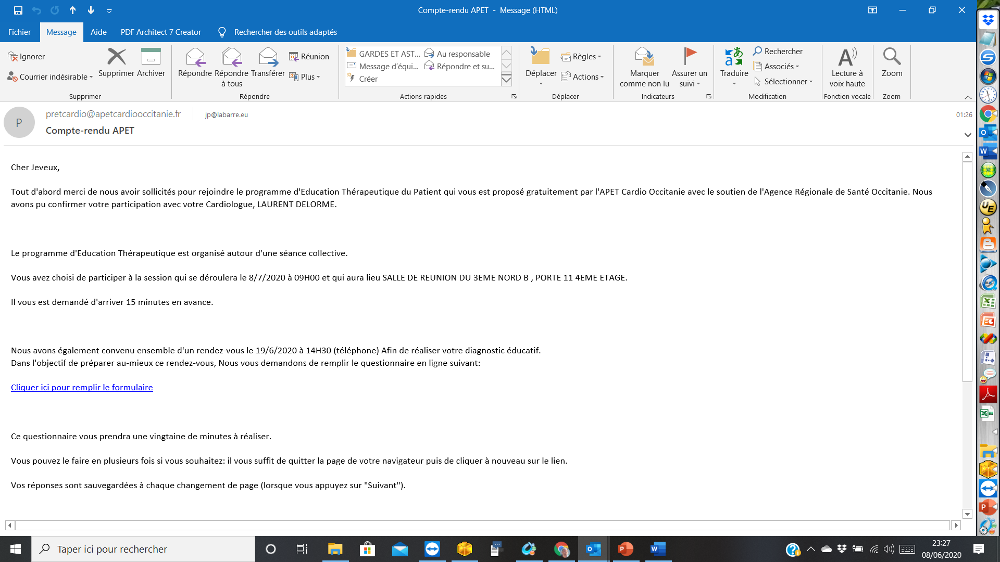 Compte-rendu APET - Message (HTML)
Fichier Message Aide PDF Architect 7 Creator Rechercher des outils adaptés
Ignorer
Courrier indésirable
Supprimer Archiver
Supprimer
Répondre Répondre à tous Transférer
Réunion
Plus
Répondre
GARDES ET AST... Au responsable
Message d'équi... Répondre et su...
Créer
Actions rapides
Déplacer
Règles
Actions
Déplacer
Marquer comme non lu
Assurer un suivi
Indicateurs
Traduire
Rechercher
Associés
Sélectionner
Modification
Lecture à voix haute
Fonction vocale
Zoom
Zoom
P
pretcardio@apetcardiooccitanie.fr jp@labarre.eu 01:26
Compte-rendu APET
Cher Jeveux,
Tout d'abord merci de nous avoir sollicités pour rejoindre le programme d'Education Thérapeutique du Patient qui vous est proposé gratuitement par l'APET Cardio Occitanie avec le soutien de l'Agence Régionale de Santé Occitanie. Nous
avons pu confirmer votre participation avec votre Cardiologue, LAURENT DELORME.
Le programme d'Education Thérapeutique est organisé autour d'une séance collective.
Vous avez choisi de participer à la session qui se déroulera le 8/7/2020 à 09H00 et qui aura lieu SALLE DE REUNION DU 3EME NORD B , PORTE 11 4EME ETAGE.
Il vous est demandé d'arriver 15 minutes en avance.
Nous avons également convenu ensemble d'un rendez-vous le 19/6/2020 à 14H30 (téléphone) Afin de réaliser votre diagnostic éducatif.
Dans l'objectif de préparer au-mieux ce rendez-vous, Nous vous demandons de remplir le questionnaire en ligne suivant:
Cliquer ici pour remplir le formulaire
Ce questionnaire vous prendra une vingtaine de minutes à réaliser.
Vous pouvez le faire en plusieurs fois si vous souhaitez: il vous suffit de quitter la page de votre navigateur puis de cliquer à nouveau sur le lien.
Vos réponses sont sauvegardées à chaque changement de page (lorsque vous appuyez sur "Suivant").
Taper ici pour rechercher
23:27
08/06/2020